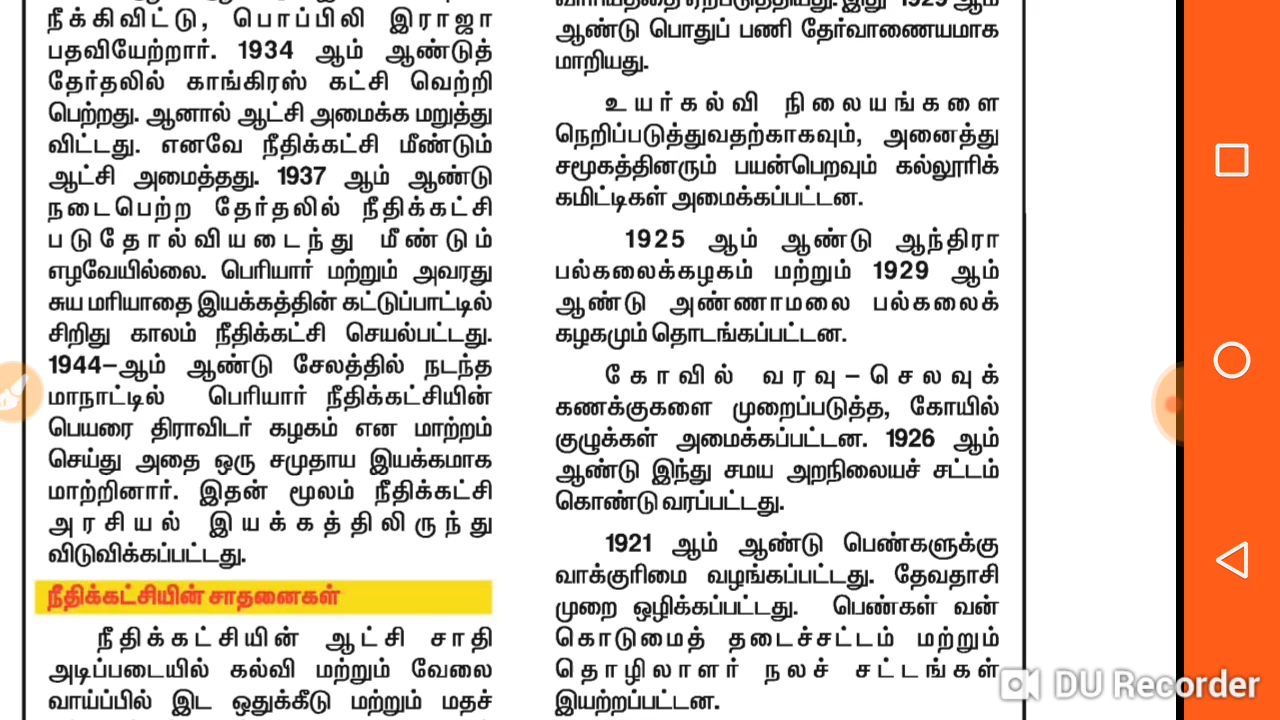 நீக்கிவிட்டு, பொப்பிலி இராஜா
பதவியேற்றார். 1934 ஆம் ஆண்டுத்
தேர்தலில் காங்கிரஸ் கட்சி வெற்றி
பெற்றது. ஆனால் ஆட்சி அமைக்க மறுத்து
விட்டது. எனவே நீதிக்கட்சி மீண்டும்
ஆட்சி அமைத்தது. 1937 ஆம் ஆண்டு
நடைபெற்ற தேர்தலில் நீதிக்கட்சி
படுதோல்வியடைந்து மீண்டும்
எழவேயில்லை. பெரியார் மற்றும் அவரது
சுய மரியாதை இயக்கத்தின் கட்டுப்பாட்டில்
சிறிது காலம் நீதிக்கட்சி செயல்பட்டது.
1944–ஆம் ஆண்டு சேலத்தில் நடந்த
மாநாட்டில் பெரியார் நீதிக்கட்சியின்
பெயரை திராவிடர் கழகம் என மாற்றம்
செய்து அதை ஒரு சமுதாய இயக்கமாக
மாற்றினார். இதன் மூலம் நீதிக்கட்சி
அரசியல் இயக்கத்திலிருந்து
விடுவிக்கப்பட்டது.
நீதிக்கட்சியின் சாதனைகள்
நீதிக்கட்சியின் ஆட்சி சாதி
அடிப்படையில் கல்வி மற்றும் வேலை
வாய்ப்பில் இட ஒதுக்கீடு மற்றும் மதச்
வாரியத்தை ஏற்படுத்தியது. இது 1929 ஆம்
ஆண்டு பொதுப் பணி தேர்வாணையமாக
மாறியது.
உயர்கல்வி நிலையங்களை
நெறிப்படுத்துவதற்காகவும், அனைத்து
சமூகத்தினரும் பயன்பெறவும் கல்லூரிக்
கமிட்டிகள் அமைக்கப்பட்டன.
1925 ஆம் ஆண்டு ஆந்திரா
பல்கலைக்கழகம் மற்றும் 1929 ஆம்
ஆண்டு அண்ணாமலை பல்கலைக்
கழகமும் தொடங்கப்பட்டன.
கோவில் வரவு – செலவுக்
கணக்குகளை முறைப்படுத்த, கோயில்
குழுக்கள் அமைக்கப்பட்டன. 1926 ஆம்
ஆண்டு இந்து சமய அறநிலையச் சட்டம்
கொண்டு வரப்பட்டது.
1921 ஆம் ஆண்டு பெண்களுக்கு
வாக்குரிமை வழங்கப்பட்டது. தேவதாசி
முறை ஒழிக்கப்பட்டது. பெண்கள் வன்
கொடுமைத் தடைச்சட்டம் மற்றும்
தொழிலாளர் நலச் சட்டங்கள்
இயற்றப்பட்டன.
DU Recorder